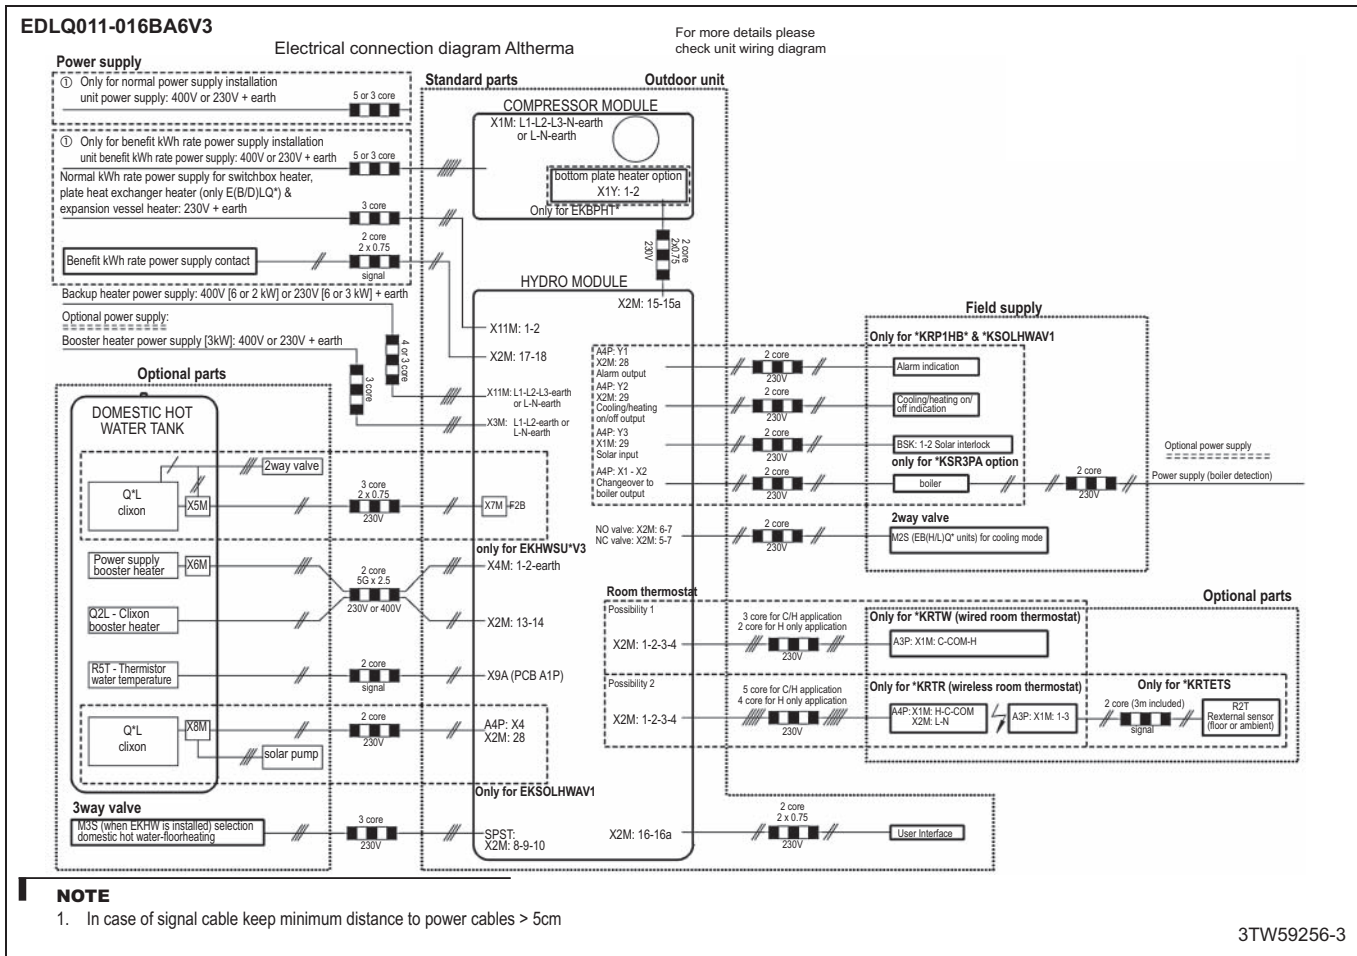 EDLQ011-016BA6V3
Electrical connection diagram Altherma
For more details please
check unit wiring diagram
Power supply
① Only for normal power supply installation
unit power supply: 400V or 230V + earth
5 or 3 core
① Only for benefit kWh rate power supply installation
unit benefit kWh rate power supply: 400V or 230V + earth
5 or 3 core
Normal kWh rate power supply for switchbox heater,
plate heat exchanger heater (only E(B/D)LQ*) &
expansion vessel heater: 230V + earth
3 core
2 core
2 x 0.75
Benefit kWh rate power supply contact
signal
Backup heater power supply: 400V [6 or 2 kW] or 230V [6 or 3 kW] + earth
Optional power supply:
Booster heater power supply [3kW]: 400V or 230V + earth
4 or 3 core
3 core
Standard parts
Outdoor unit
COMPRESSOR MODULE
X1M: L1-L2-L3-N-earth
or L-N-earth
bottom plate heater option
X1Y: 1-2
Only for EKBPHT*
2 core
2x0.75
230V
HYDRO MODULE
X2M: 15-15a
X11M: 1-2
X2M: 17-18
X11M: L1-L2-L3-earth
or L-N-earth
X3M: L1-L2-earth or
L-N-earth
Optional parts
DOMESTIC HOT
WATER TANK
2way valve
Q*L
clixon
X5M
3 core
2 x 0.75
230V
X7M
F2B
only for EKHWSU*V3
Power supply
booster heater
X6M
2 core
5G x 2.5
230V or 400V
X4M: 1-2-earth
Q2L - Clixon
booster heater
X2M: 13-14
R5T - Thermistor
water temperature
2 core
signal
X9A (PCB A1P)
Q*L
clixon
X8M
2 core
230V
A4P: X4
X2M: 28
solar pump
Only for EKSOLHWAV1
3way valve
M3S (when EKHW is installed) selection
domestic hot water-floorheating
3 core
230V
SPST:
X2M: 8-9-10
Field supply
Only for *KRP1HB* & *KSOLHWAV1
A4P: Y1
X2M: 28
Alarm output
2 core
230V
Alarm indication
A4P: Y2
X2M: 29
Cooling/heating
on/off output
2 core
230V
Cooling/heating on/
off indication
A4P: Y3
X1M: 29
Solar input
2 core
230V
BSK: 1-2 Solar interlock
only for *KSR3PA option
A4P: X1 - X2
Changeover to
boiler output
2 core
230V
boiler
2 core
230V
Optional power supply
Power supply (boiler detection)
NO valve: X2M: 6-7
NC valve: X2M: 5-7
2 core
230V
2way valve
M2S (EB(H/L)Q* units) for cooling mode
Room thermostat
Optional parts
Possibility 1
X2M: 1-2-3-4
3 core for C/H application
2 core for H only application
230V
Only for *KRTW (wired room thermostat)
A3P: X1M: C-COM-H
Possibility 2
X2M: 1-2-3-4
5 core for C/H application
4 core for H only application
230V
Only for *KRTR (wireless room thermostat)
A4P: X1M: H-C-COM
X2M: L-N
A3P: X1M: 1-3
Only for *KRTETS
2 core (3m included)
signal
R2T
Rexternal sensor
(floor or ambient)
X2M: 16-16a
2 core
2 x 0.75
230V
User Interface
NOTE
1. In case of signal cable keep minimum distance to power cables > 5cm
3TW59256-3